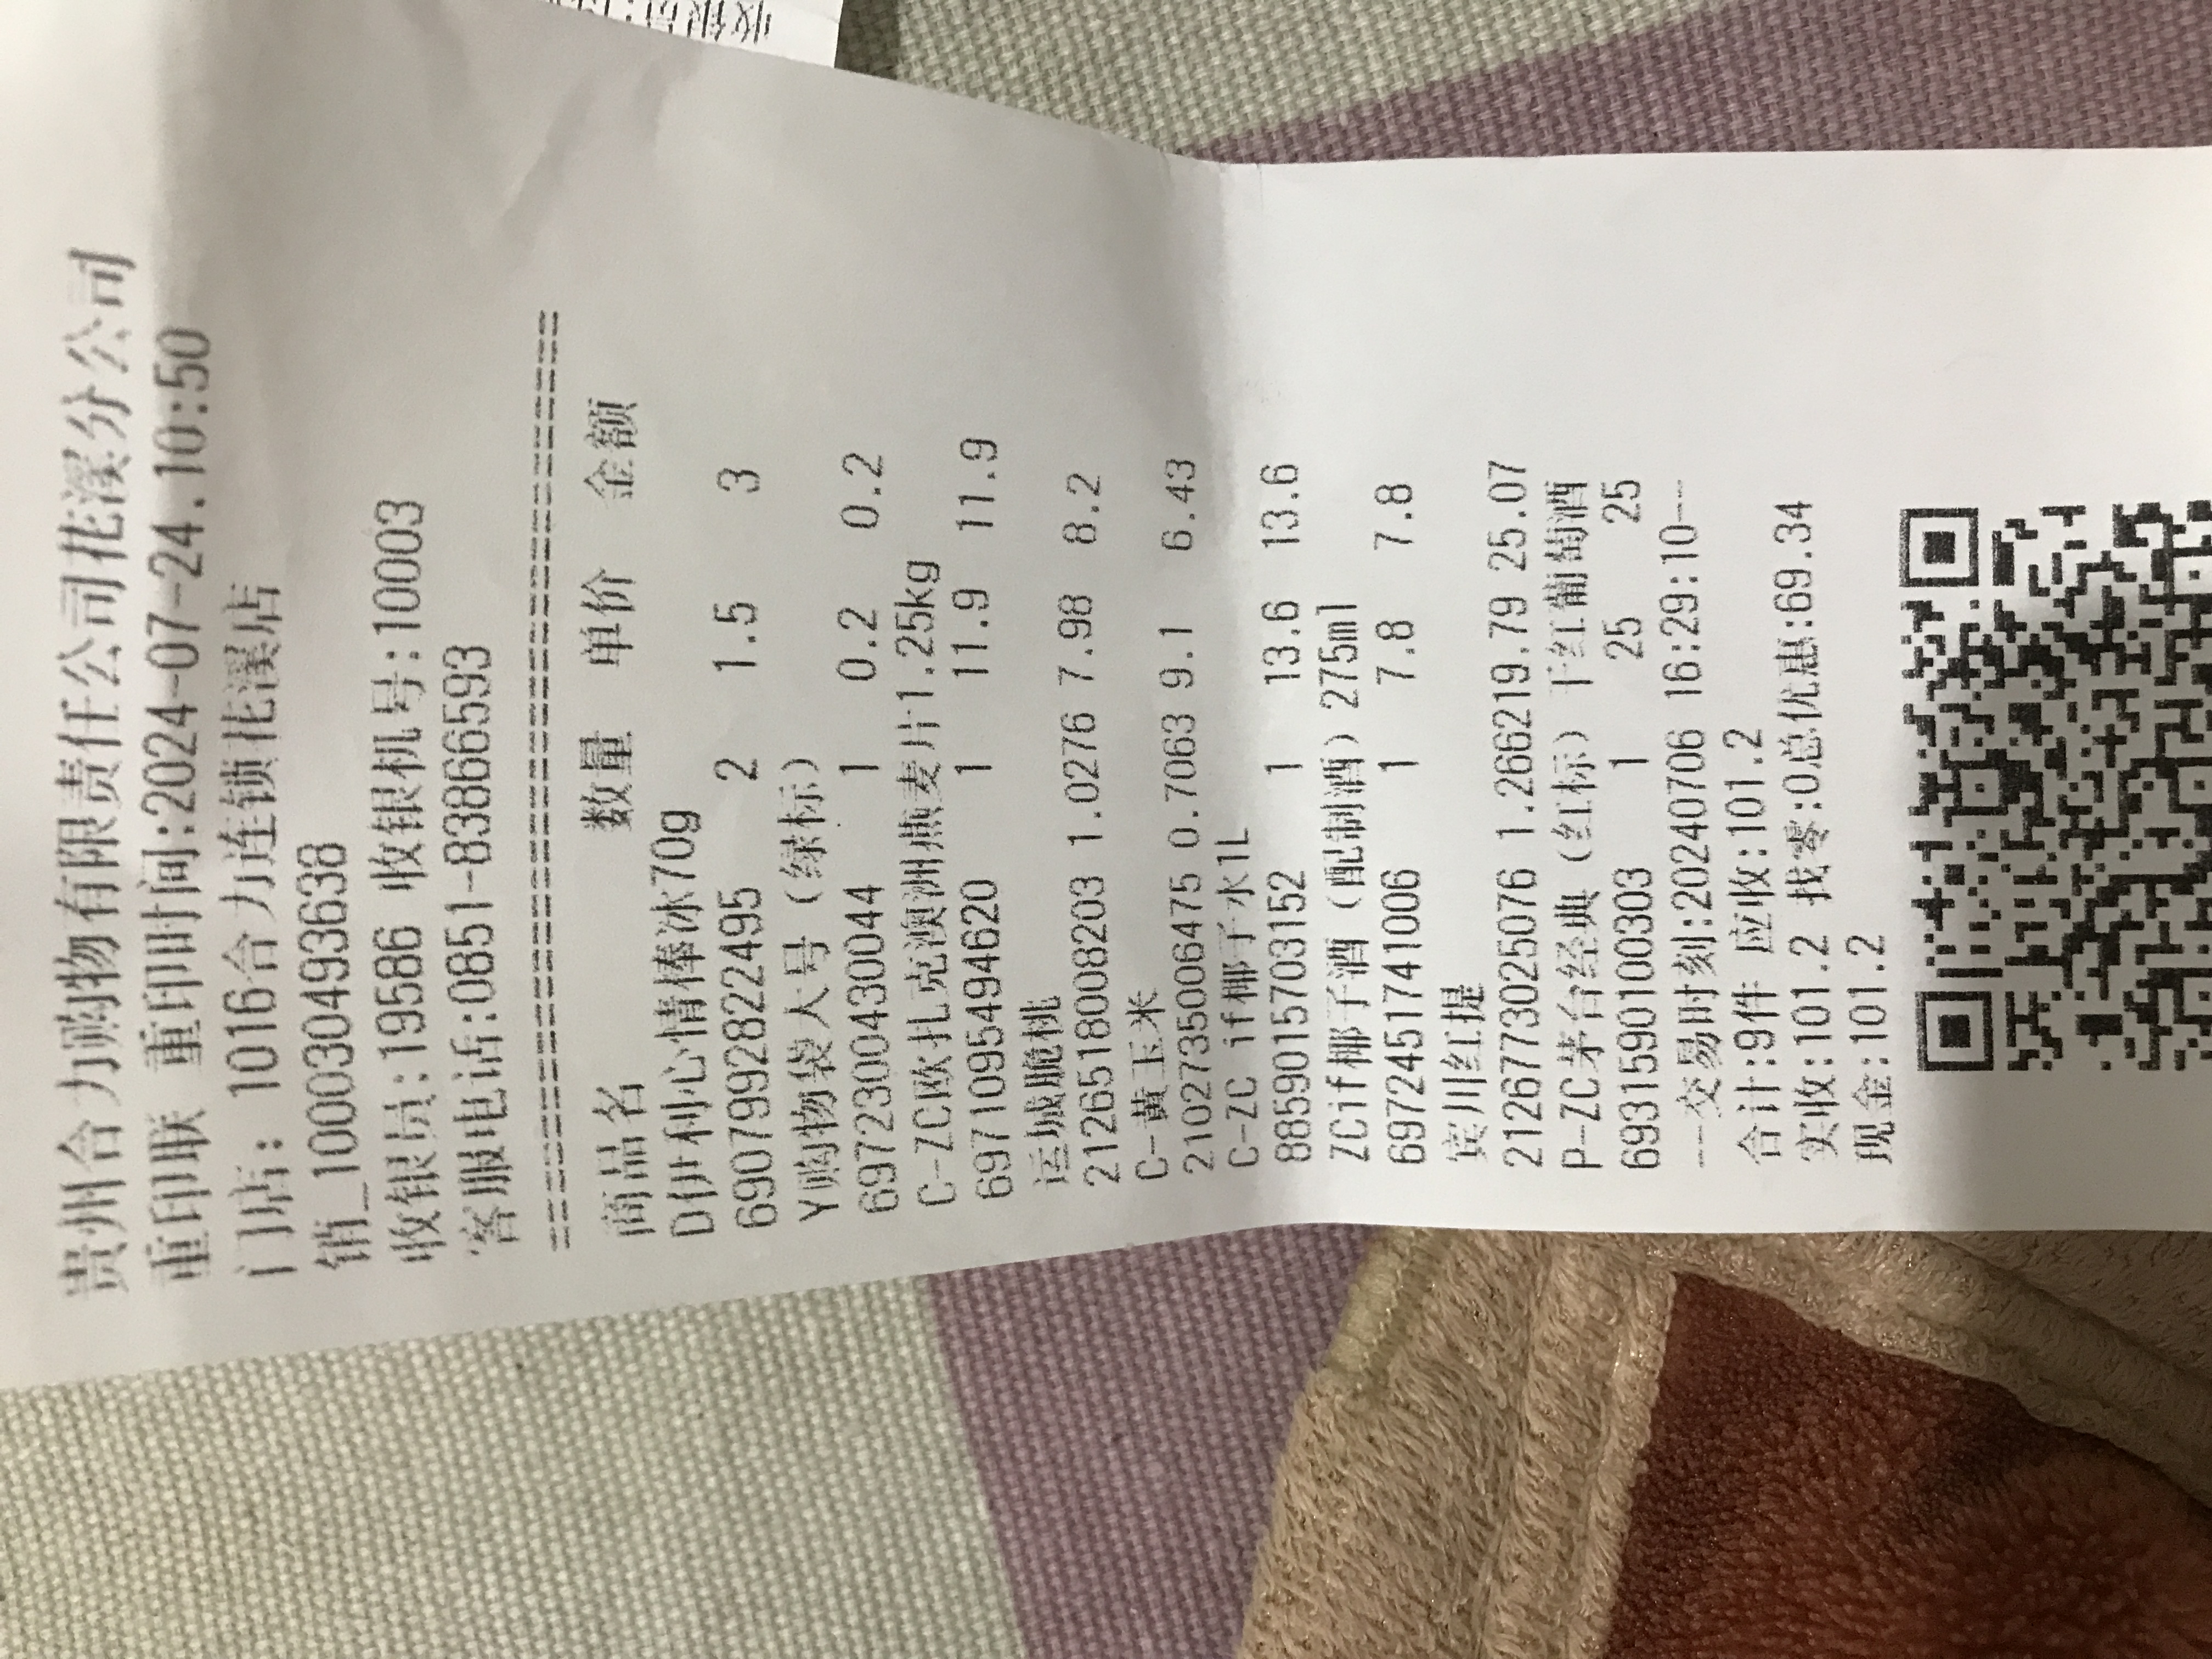 贵州合力购物有限责任公司花溪分公司
重印联 重印时间:2024-07-24.10:50
门店: 1016合力连锁花溪店
销_100030493638
收银员:19586 收银机号:10003
客服电话:0851-83866593
商品名 数量 单价 金额
D伊利心情棒冰70g
6907992822495 2 1.5 3
Y购物袋大号(绿标)
6972300430044 1 0.2 0.2
C-ZC欧扎克澳洲燕麦片1.25kg
6971095494620 1 11.9 11.9
运城脆桃
2126518008203 1.0276 7.98 8.2
C-黄玉米
2102735006475 0.7063 9.1 6.43
C-ZC if椰子水1L
8859015703152 1 13.6 13.6
ZCif椰子酒(配制酒)275ml
6972451741006 1 7.8 7.8
宾川红提
2126773025076 1.266219.79 25.07
P-ZC茅台经典(红标)干红葡萄酒
6931590100303 1 25 25
--交易时刻:20240706 16:29:10--
合计:9件 应收:101.2
实收:101.2 找零:0总优惠:69.34
现金:101.2